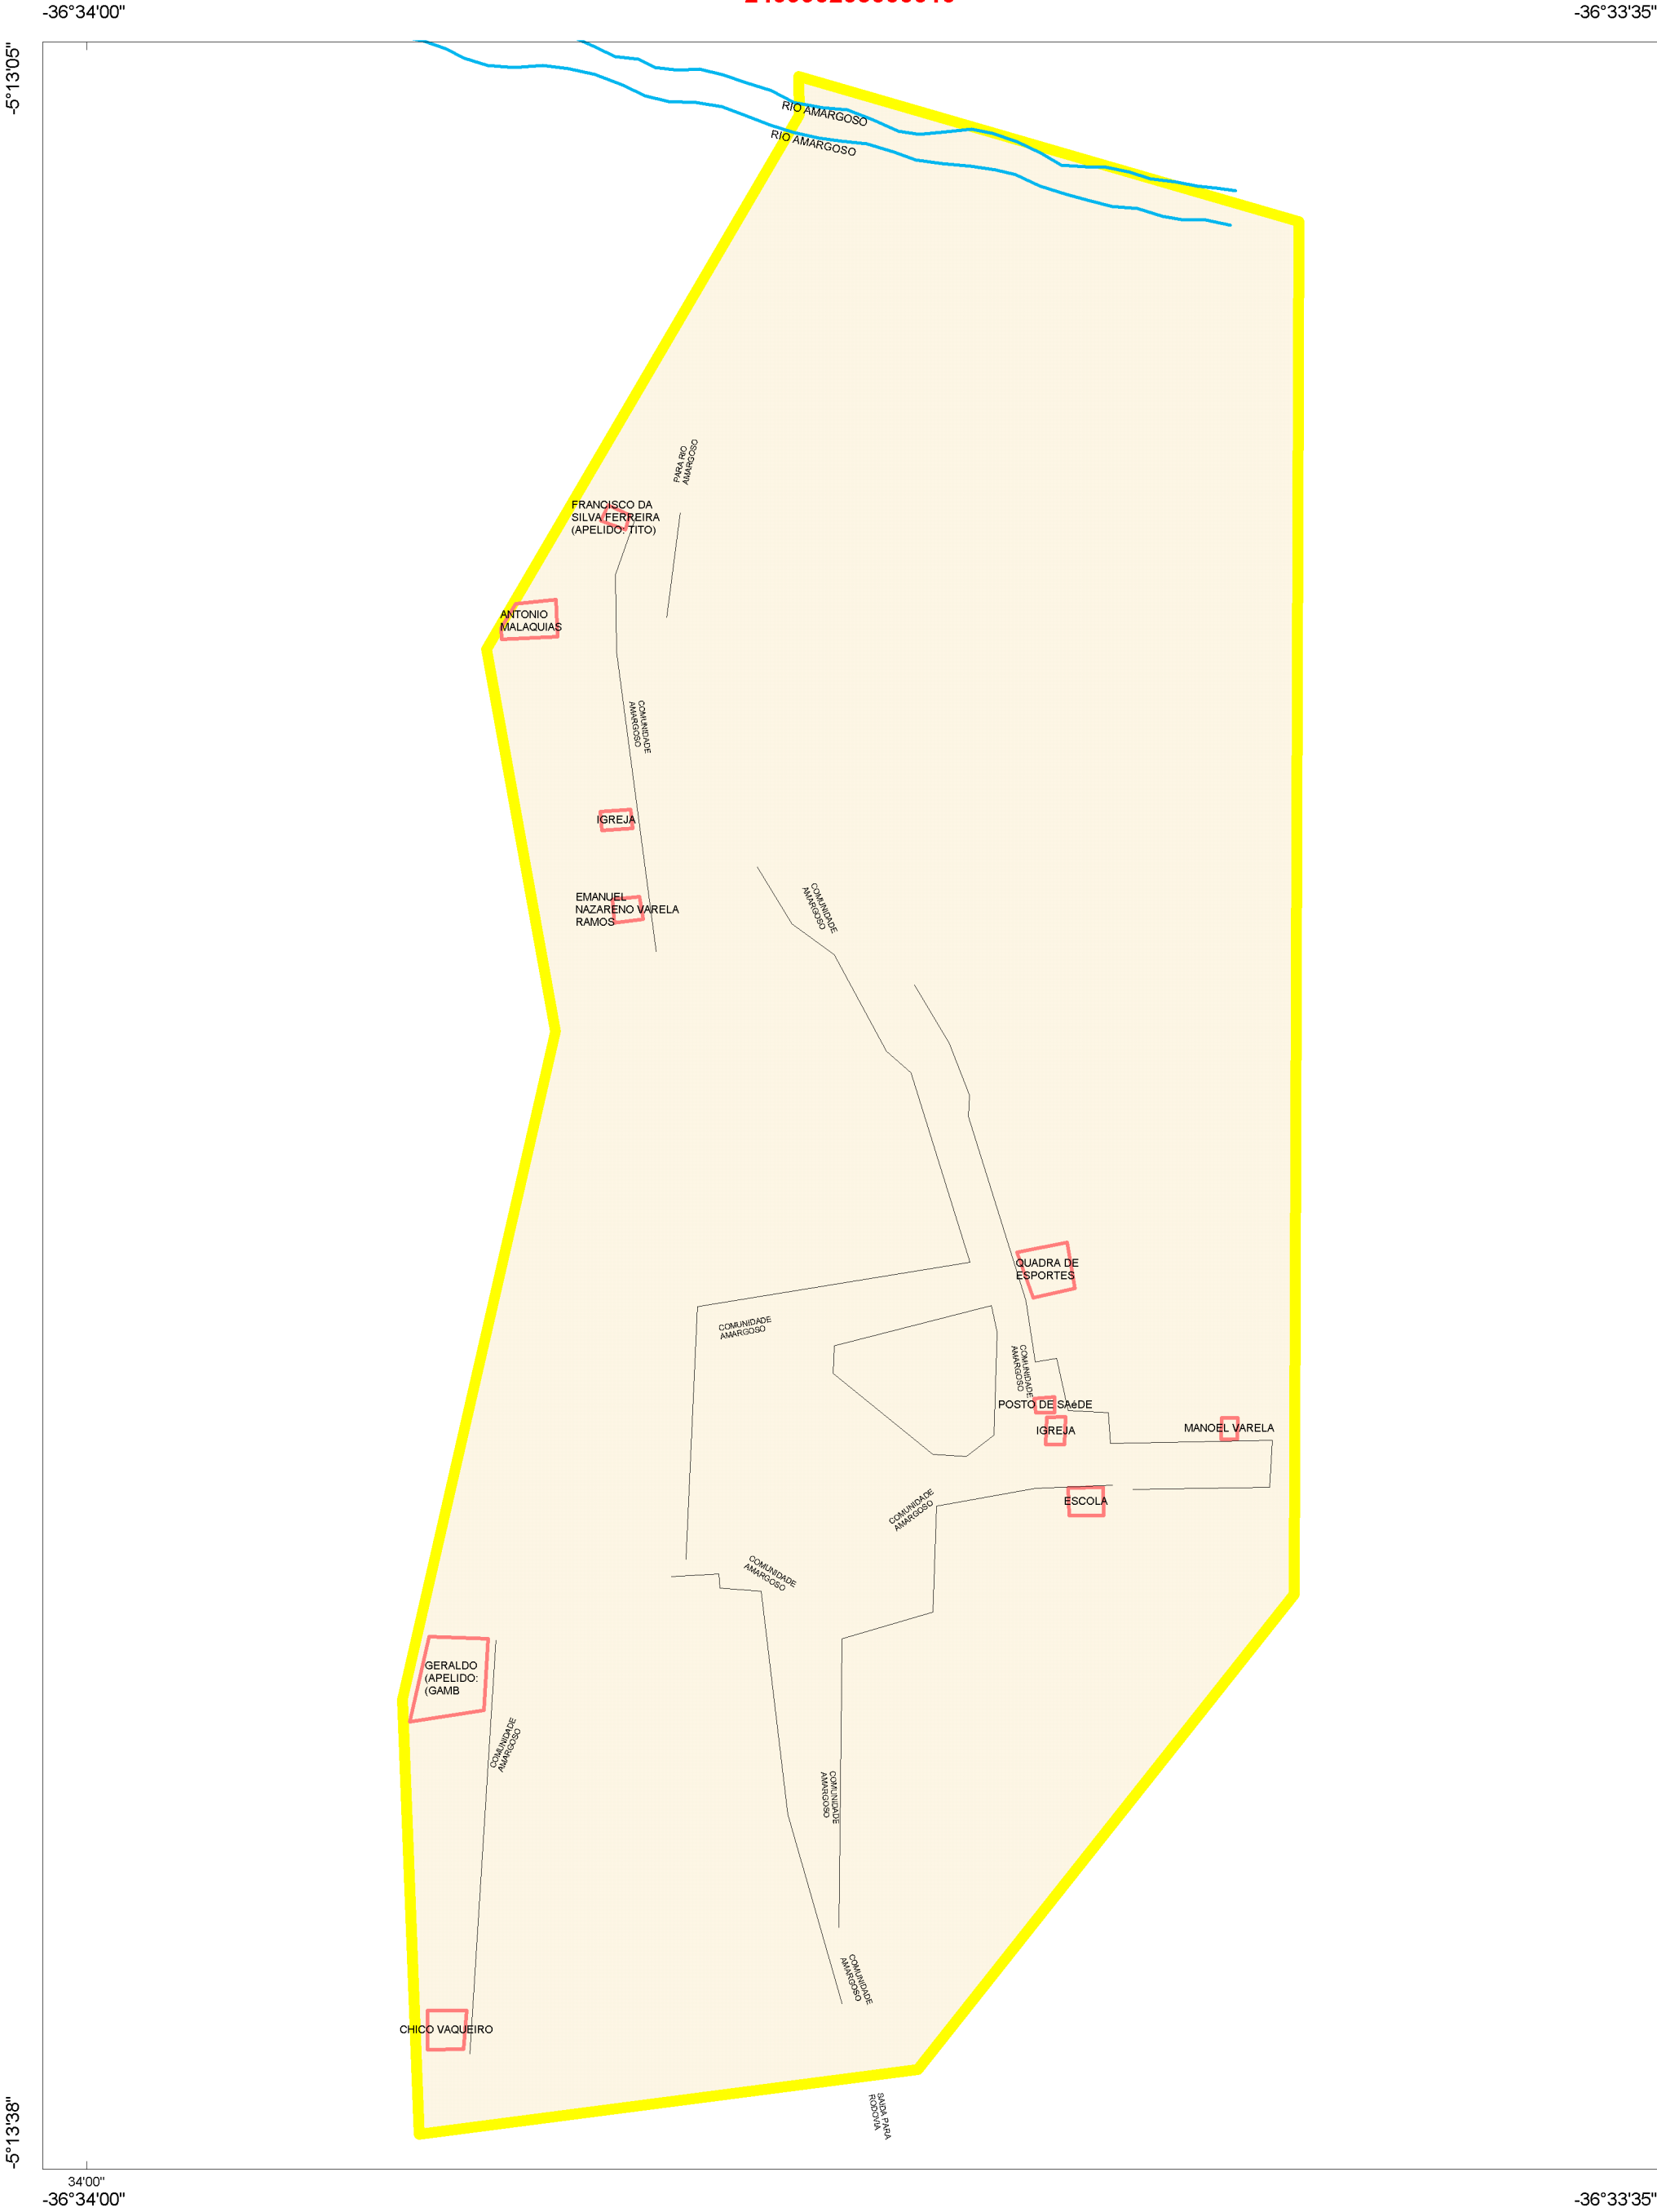 -36°34'00"
-36°33'35"
-5°13'05"
RIO AMARGOSO
RIO AMARGOSO
PARA RIO
AMARGOSO
FRANCISCO DA
SILVA FERREIRA
(APELIDO: TITO)
ANTONIO
MALAQUIAS
COMUNIDADE
AMARGOSO
IGREJA
EMANUEL
NAZARENO VARELA
RAMOS
COMUNIDADE
AMARGOSO
QUADRA DE
ESPORTES
COMUNIDADE
AMARGOSO
COMUNIDADE
AMARGOSO
POSTO DE SAéDE
IGREJA
MANOEL VARELA
ESCOLA
COMUNIDADE
AMARGOSO
COMUNIDADE
AMARGOSO
GERALDO
(APELIDO:
(GAMB
COMUNIDADE
AMARGOSO
COMUNIDADE
AMARGOSO
COMUNIDADE
AMARGOSO
CHICO VAQUEIRO
SAIDA PARA
RODOVIA
-5°13'38"
34'00"
-36°34'00"
-36°33'35"